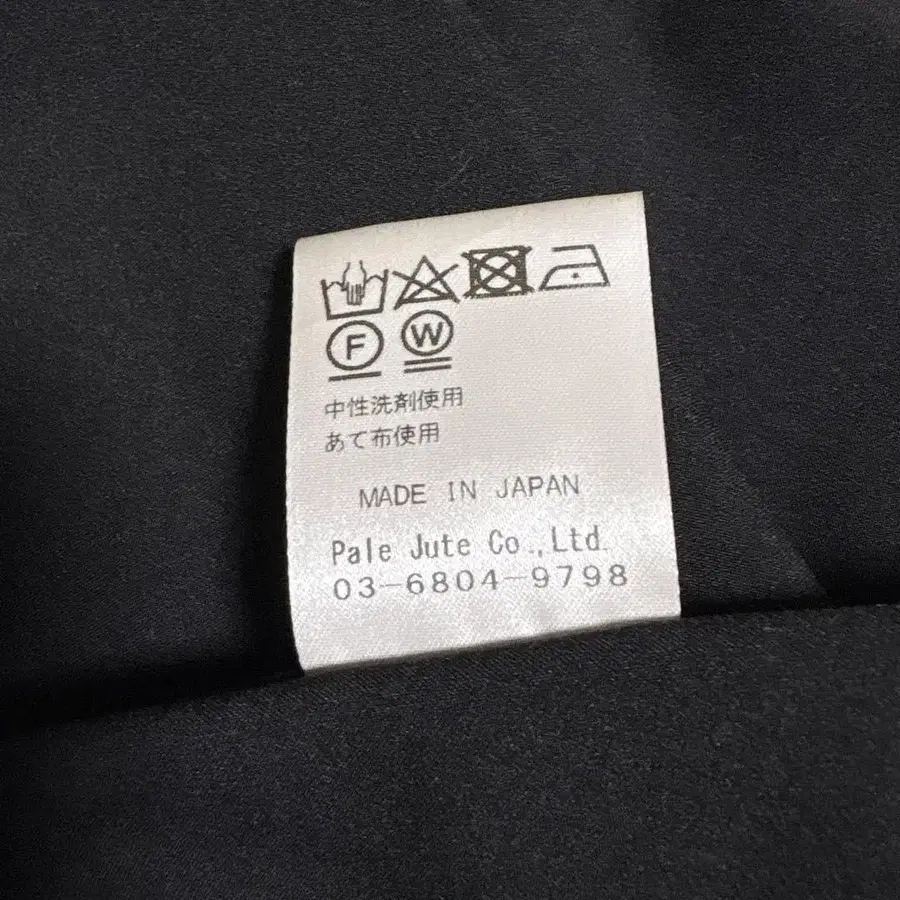 F W
中性洗剤使用
あて布使用
MADE IN JAPAN
Pale Jute Co.,Ltd.
03-6804-9798